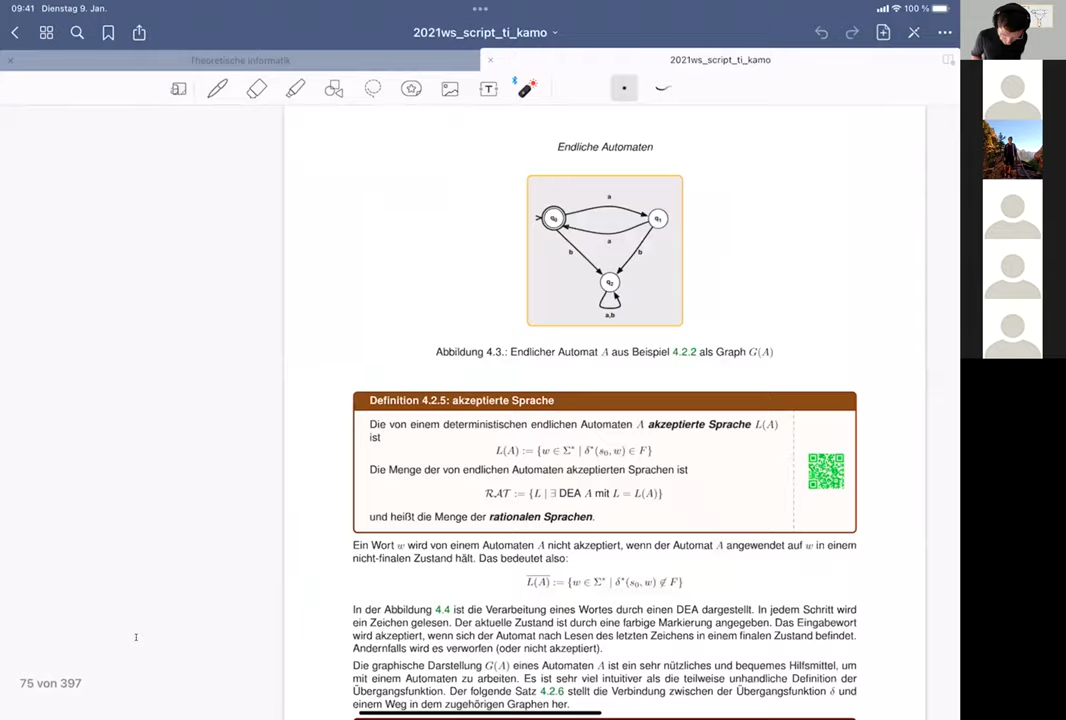 09:41 Dienstag 9. Jan.
100 %
2021ws_script_ti_kamo
Theoretische Informatik
2021ws_script_ti_kamo
T
Endliche Automaten
a
> q₀ q₁
a
b b
q₂
a,b
Abbildung 4.3.: Endlicher Automat A aus Beispiel 4.2.2 als Graph G(A)
Definition 4.2.5: akzeptierte Sprache
Die von einem deterministischen endlichen Automaten A akzeptierte Sprache L(A)
ist
L(A) := {w ∈ Σ* | δ*(s₀, w) ∈ F}
Die Menge der von endlichen Automaten akzeptierten Sprachen ist
RAT := {L | ∃ DEA A mit L = L(A)}
und heißt die Menge der rationalen Sprachen.
Ein Wort w wird von einem Automaten A nicht akzeptiert, wenn der Automat A angewendet auf w in einem
nicht-finalen Zustand hält. Das bedeutet also:
L(A) := {w ∈ Σ* | δ*(s₀, w) ∉ F}
In der Abbildung 4.4 ist die Verarbeitung eines Wortes durch einen DEA dargestellt. In jedem Schritt wird
ein Zeichen gelesen. Der aktuelle Zustand ist durch eine farbige Markierung angegeben. Das Eingabewort
wird akzeptiert, wenn sich der Automat nach Lesen des letzten Zeichens in einem finalen Zustand befindet.
Andernfalls wird es verworfen (oder nicht akzeptiert).
Die graphische Darstellung G(A) eines Automaten A ist ein sehr nützliches und bequemes Hilfsmittel, um
mit einem Automaten zu arbeiten. Es ist sehr viel intuitiver als die teilweise unhandliche Definition der
Übergangsfunktion. Der folgende Satz 4.2.6 stellt die Verbindung zwischen der Übergangsfunktion δ und
einem Weg in dem zugehörigen Graphen her.
75 von 397